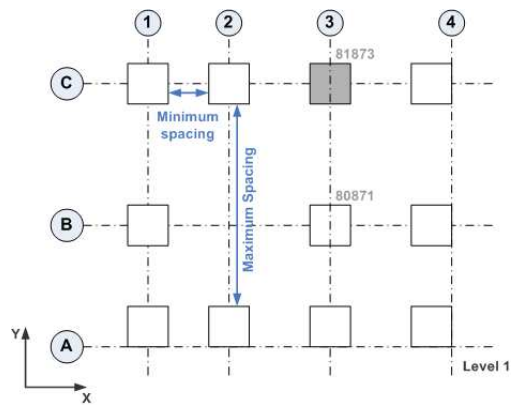 1 2 3 4
81873
C
Minimum
spacing
Maximum Spacing
80871
B
Y
A
Level 1
X